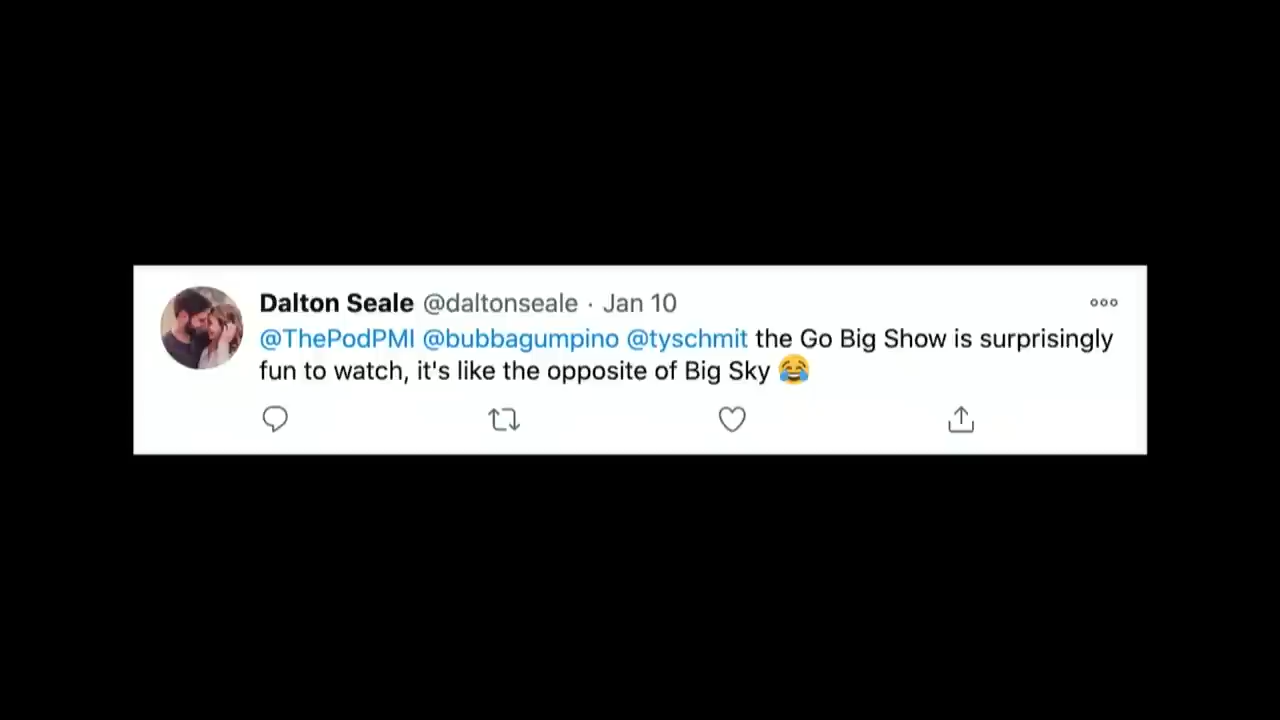 Dalton Seale @daltonseale · Jan 10
@ThePodPMI @bubbagumpino @tyschmit the Go Big Show is surprisingly
fun to watch, it's like the opposite of Big Sky 😂